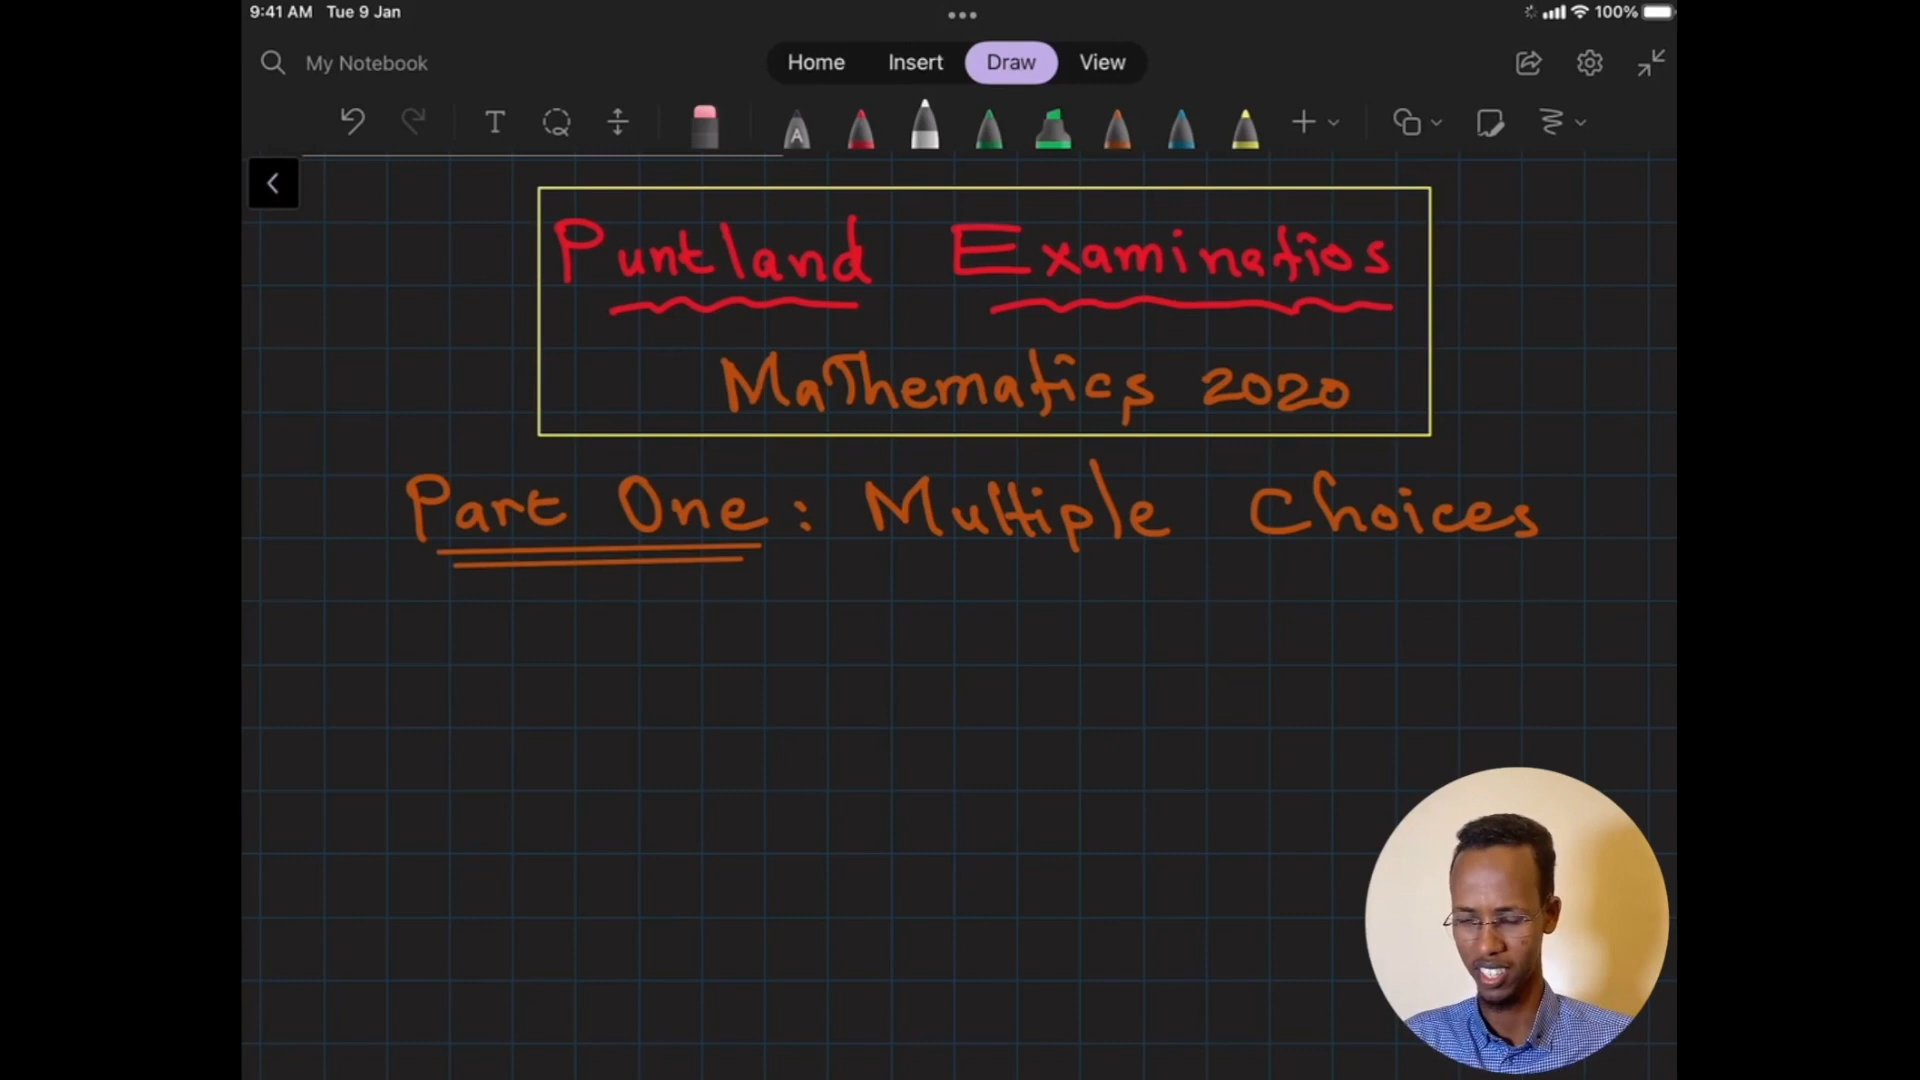 9:41 AM Tue 9 Jan 100%
My Notebook Home Insert Draw View
T A
Puntland Examinatios
Mathematics 2020
Part One: Multiple Choices